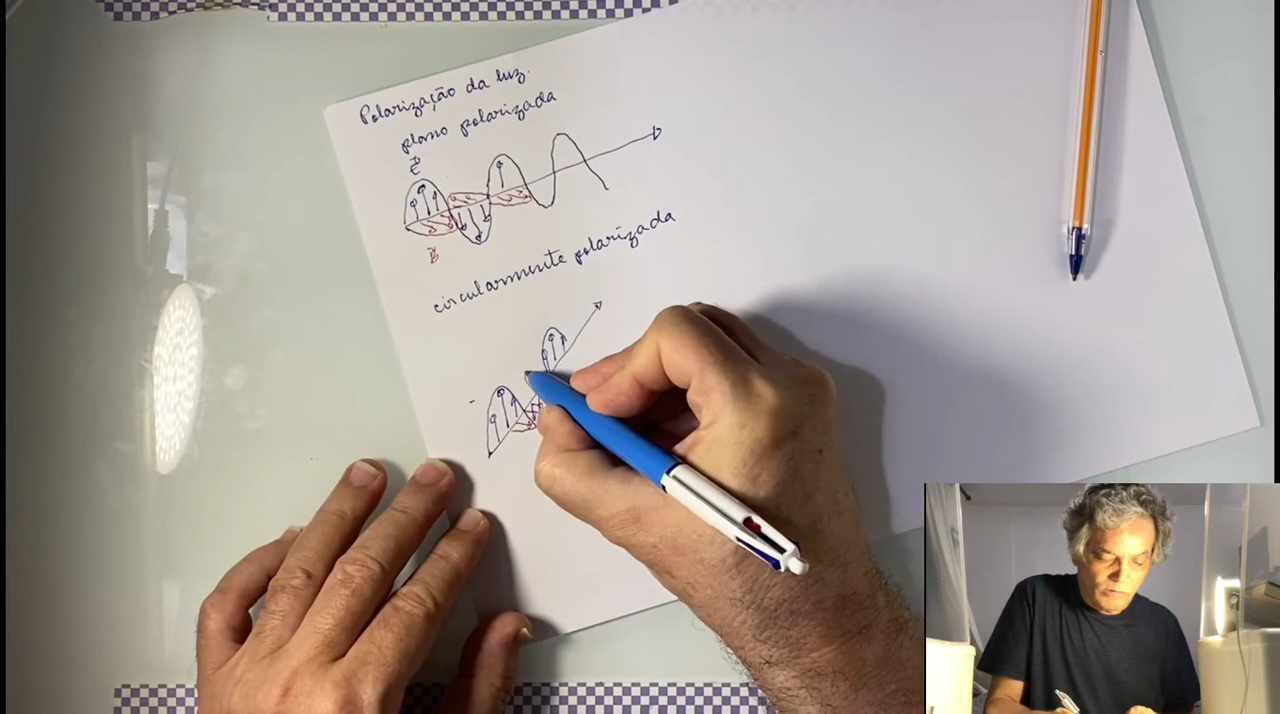 Polarização da luz.
plano polarizada
E
B
circularmente polarizada